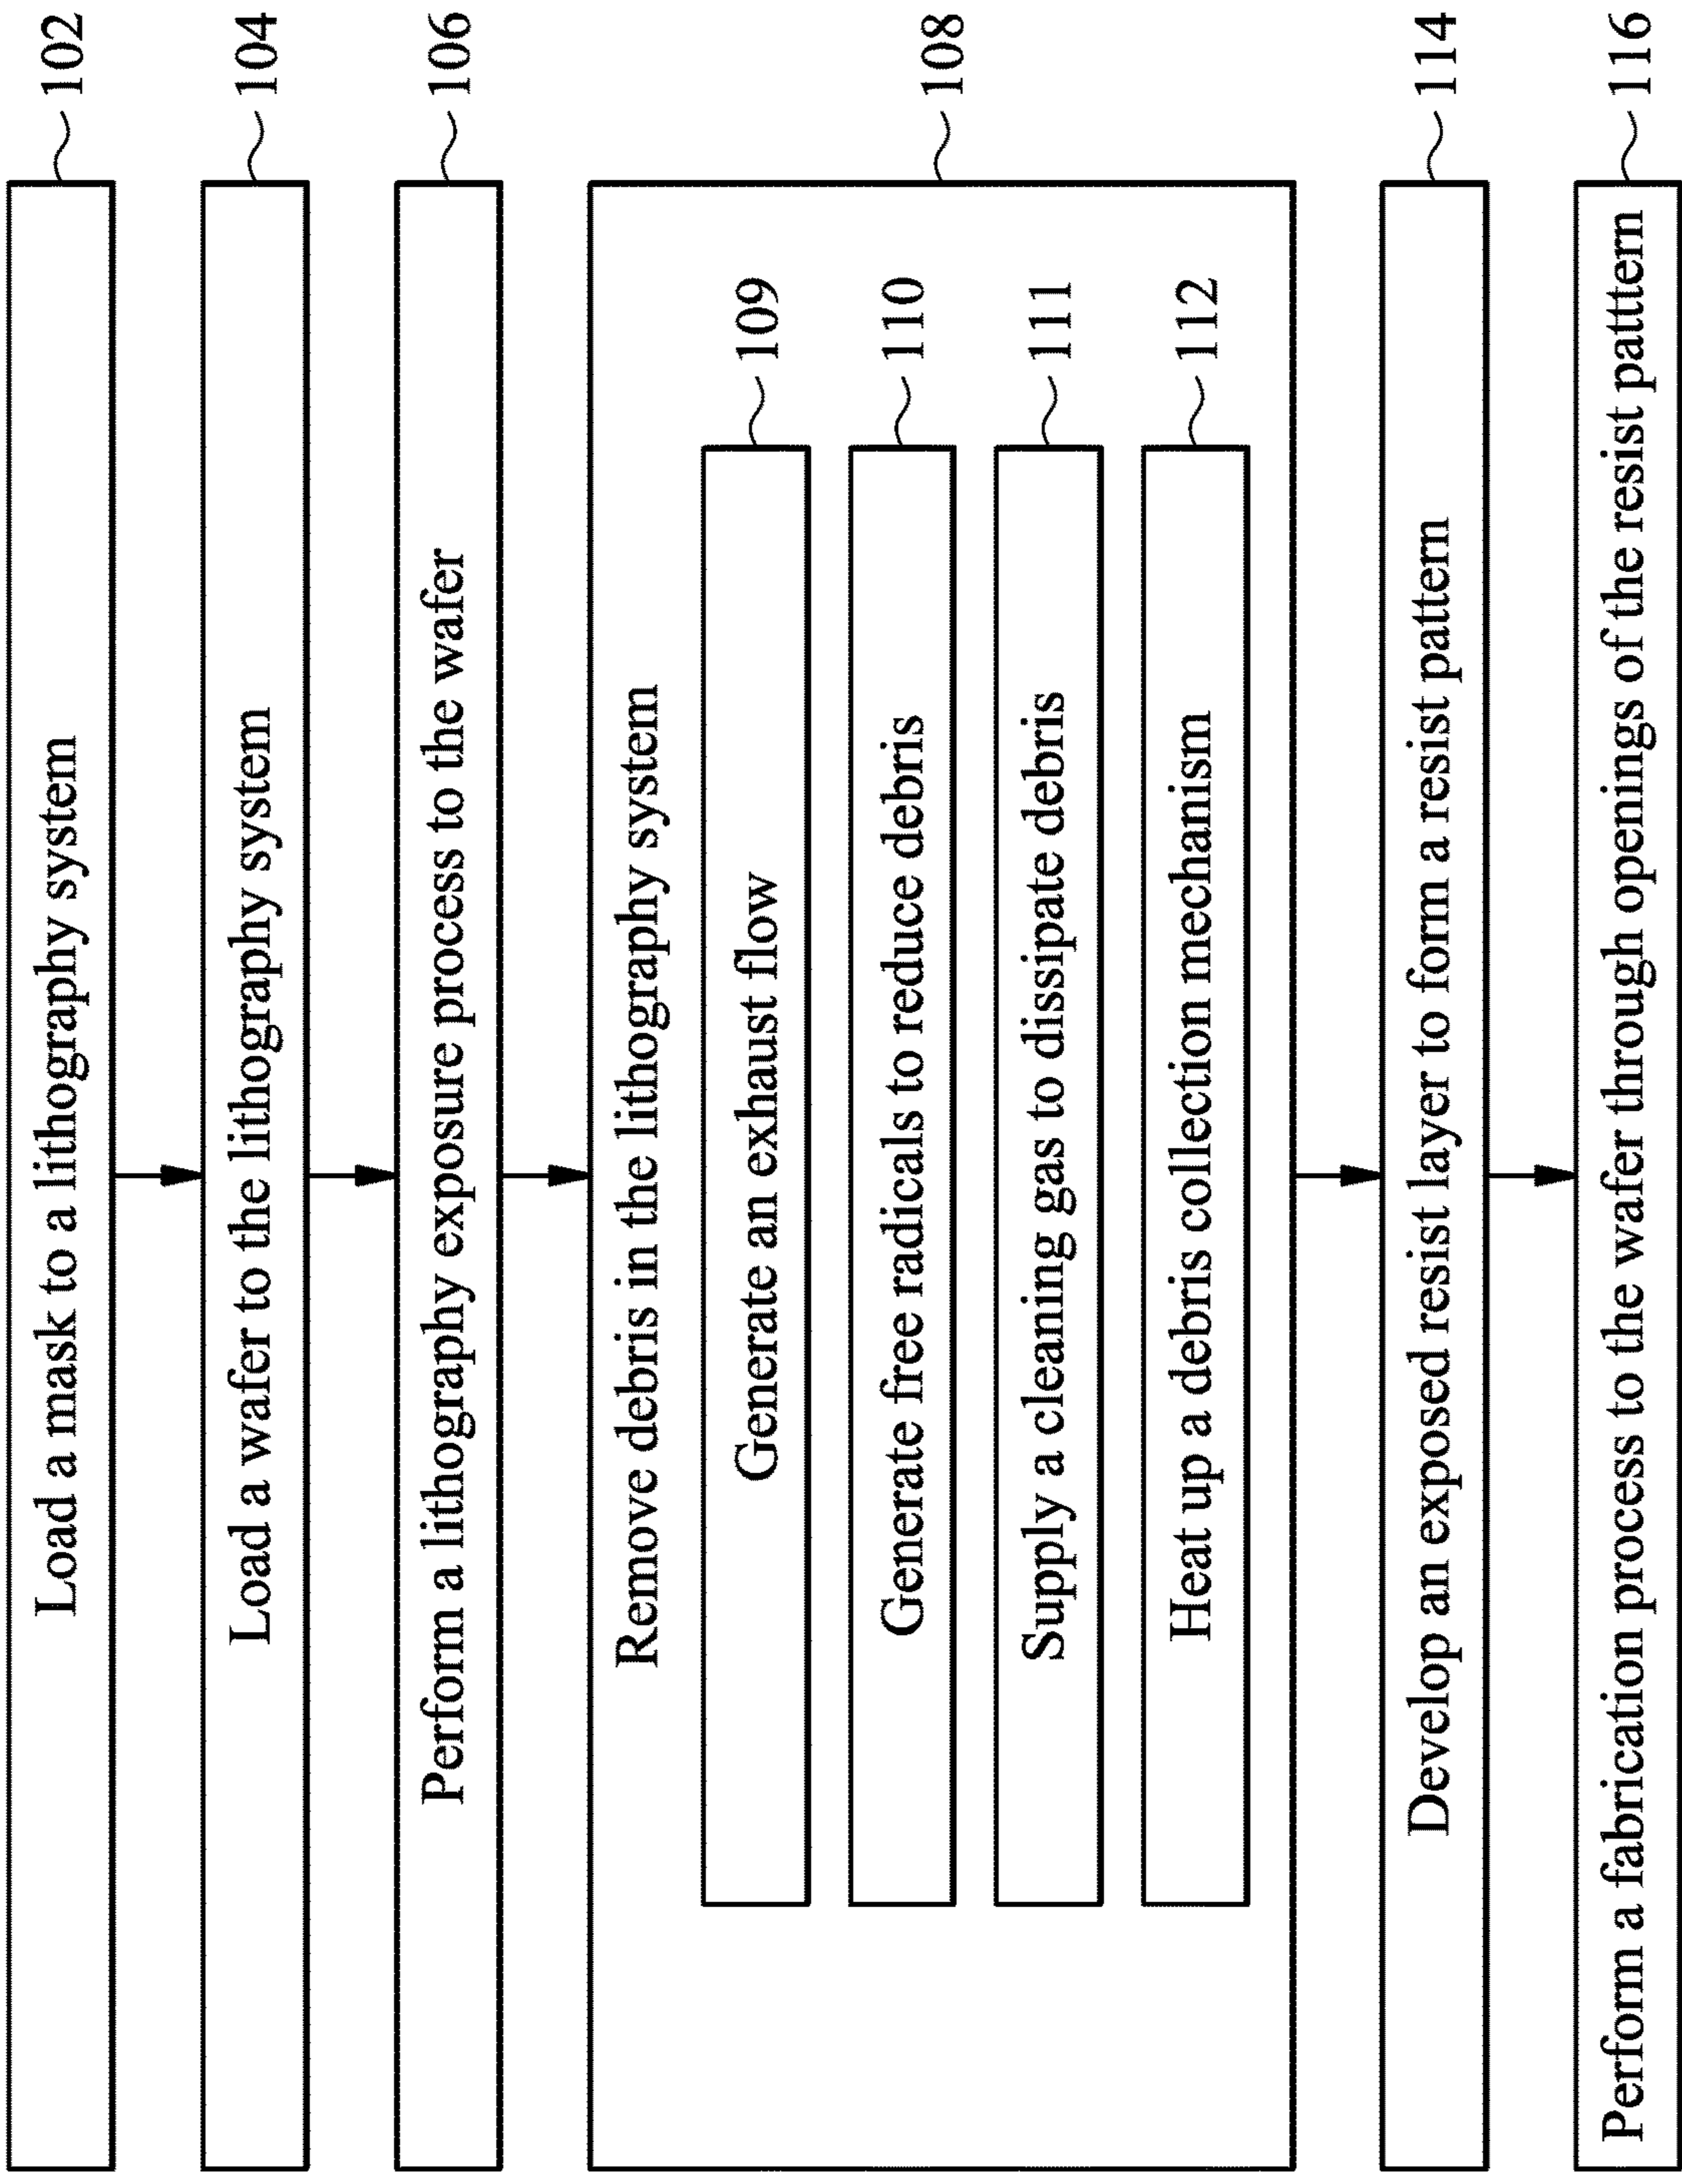 Load a mask to a lithography system
102
Load a wafer to the lithography system
104
Perform a lithography exposure process to the wafer
106
Remove debris in the lithography system
108
Generate an exhaust flow
109
Generate free radicals to reduce debris
110
Supply a cleaning gas to dissipate debris
111
Heat up a debris collection mechanism
112
Develop an exposed resist layer to form a resist pattern
114
Perform a fabrication process to the wafer through openings of the resist pattern
116